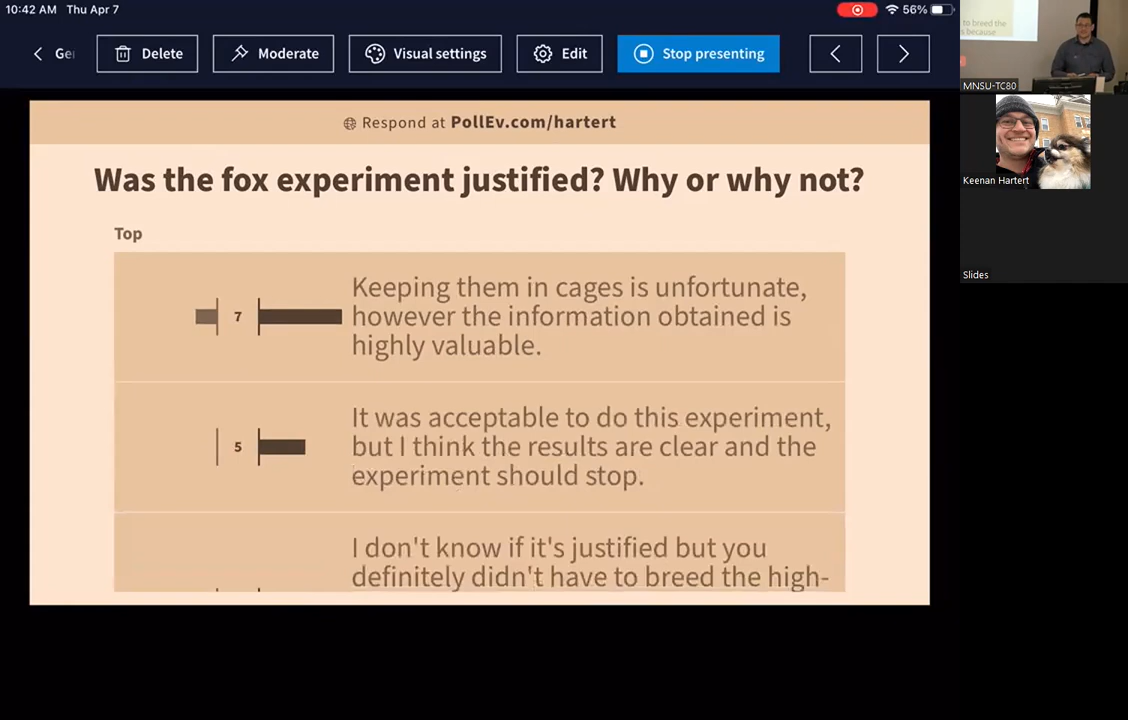 10:42 AM Thu Apr 7
56%
Delete
Moderate
Visual settings
Edit
Stop presenting
Respond at PollEv.com/hartert
Was the fox experiment justified? Why or why not?
Top
7
Keeping them in cages is unfortunate,
however the information obtained is
highly valuable.
5
It was acceptable to do this experiment,
but I think the results are clear and the
experiment should stop.
I don't know if it's justified but you
definitely didn't have to breed the high-
to breed the
s because
MNSU-TC80
Keenan Hartert
Slides